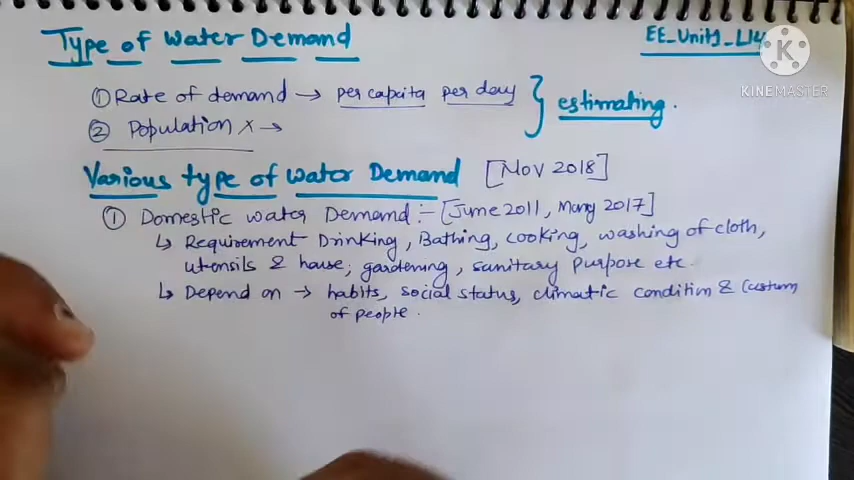 Type of Water Demand
EE_Unit1_L14
KINEMASTER
① Rate of demand → per capcita per day } estimating.
② Population x →
Various type of water Demand [Nov 2018]
① Domestic water Demand :- [June 2011, May 2017]
↳ Requirement Drinking, Bathing, cooking, washing of cloth,
utensils & house, gardening, sanitary purpose etc.
↳ Depend on → habits, social status, climatic condition & custom
of people.